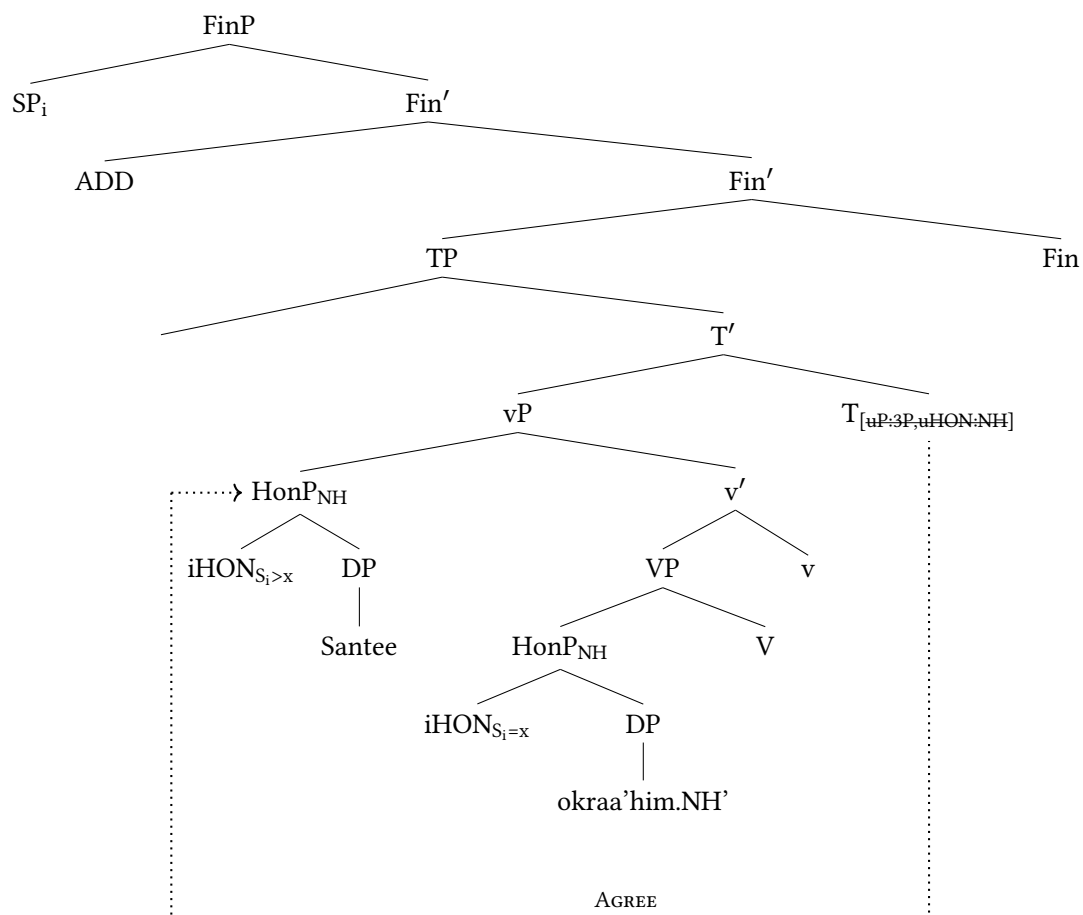 FinP
SPi Fin′
ADD Fin′
TP Fin
T′
vP T[uP:3P,uHON:NH]
HonPNH v′
iHONSi>x DP VP v
Santee HonPNH V
iHONSi=x DP
okraa'him.NH'
AGREE